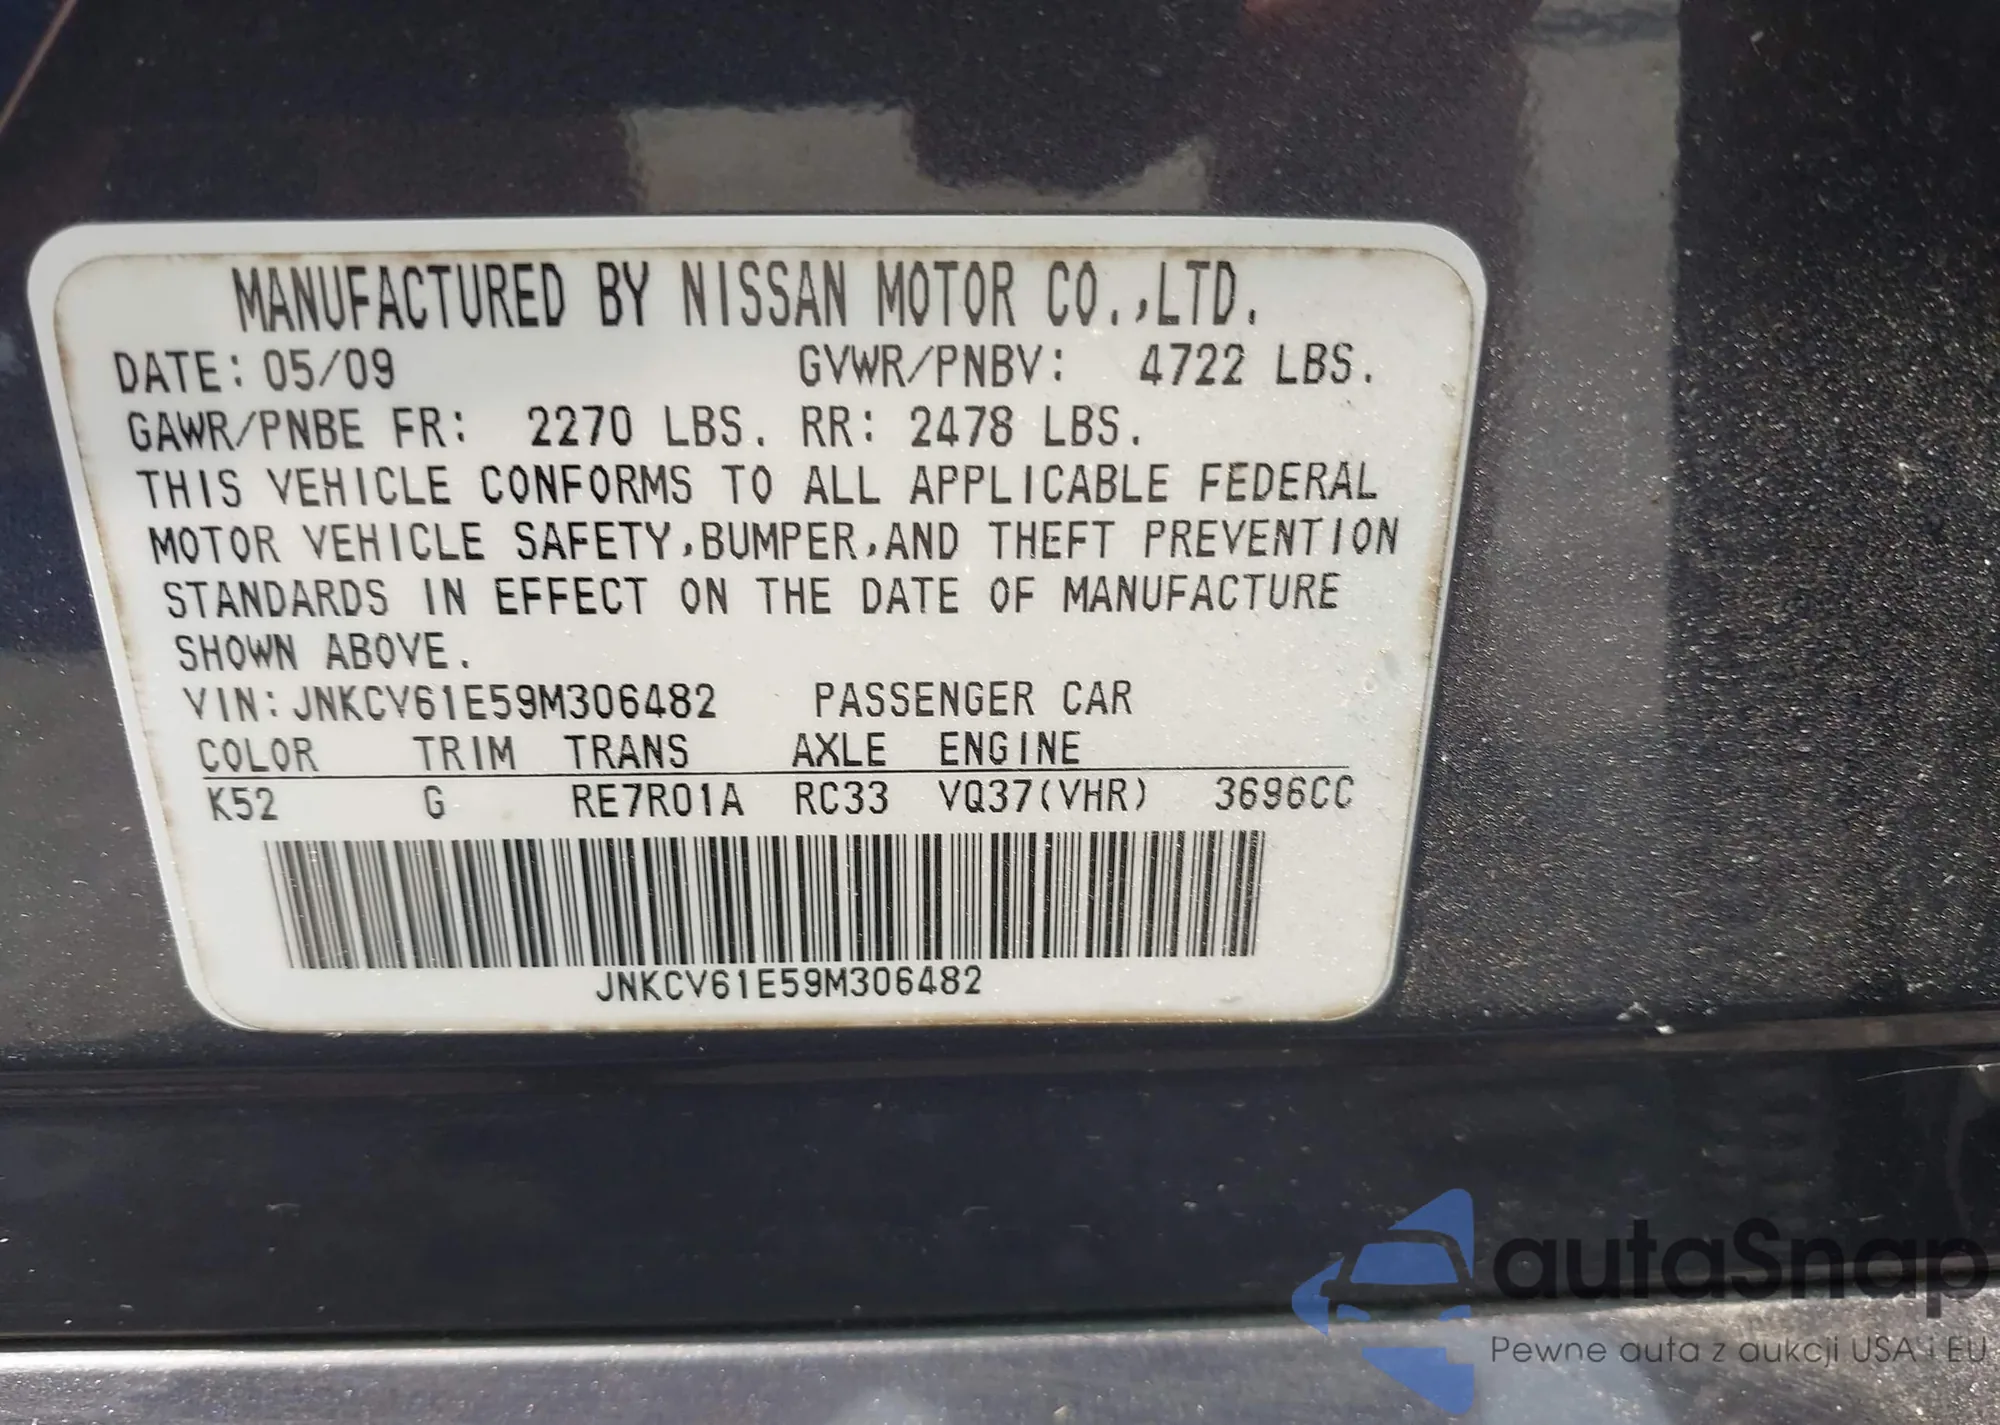 MANUFACTURED BY NISSAN MOTOR CO.,LTD.
DATE: 05/09 GVWR/PNBV: 4722 LBS.
GAWR/PNBE FR: 2270 LBS. RR: 2478 LBS.
THIS VEHICLE CONFORMS TO ALL APPLICABLE FEDERAL
MOTOR VEHICLE SAFETY,BUMPER,AND THEFT PREVENTION
STANDARDS IN EFFECT ON THE DATE OF MANUFACTURE
SHOWN ABOVE.
VIN:JNKCV61E59M306482 PASSENGER CAR
COLOR TRIM TRANS AXLE ENGINE
K52 G RE7R01A RC33 VQ37(VHR) 3696CC
JNKCV61E59M306482
autaSnap
Pewne auta z aukcji USA i EU